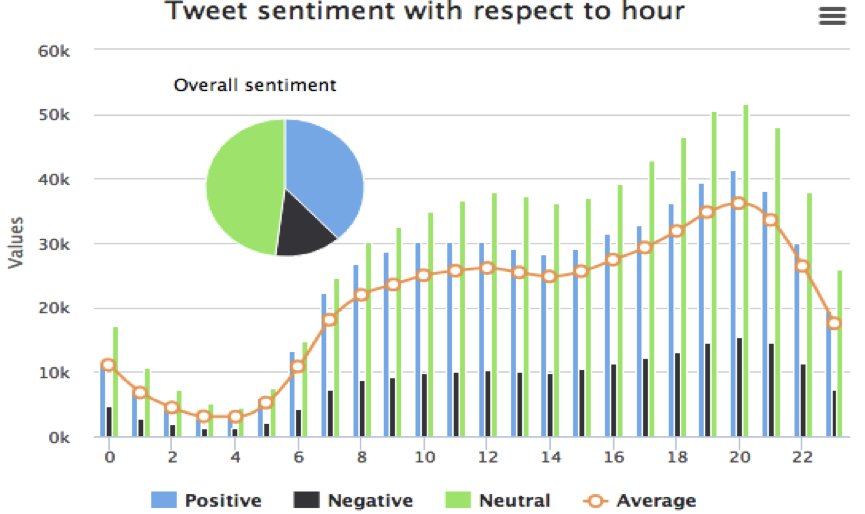 Tweet sentiment with respect to hour
60k
Overall sentiment
50k
40k
30k
20k
10k
0k
Values
0 2 4 6 8 10 12 14 16 18 20 22
Positive Negative Neutral Average